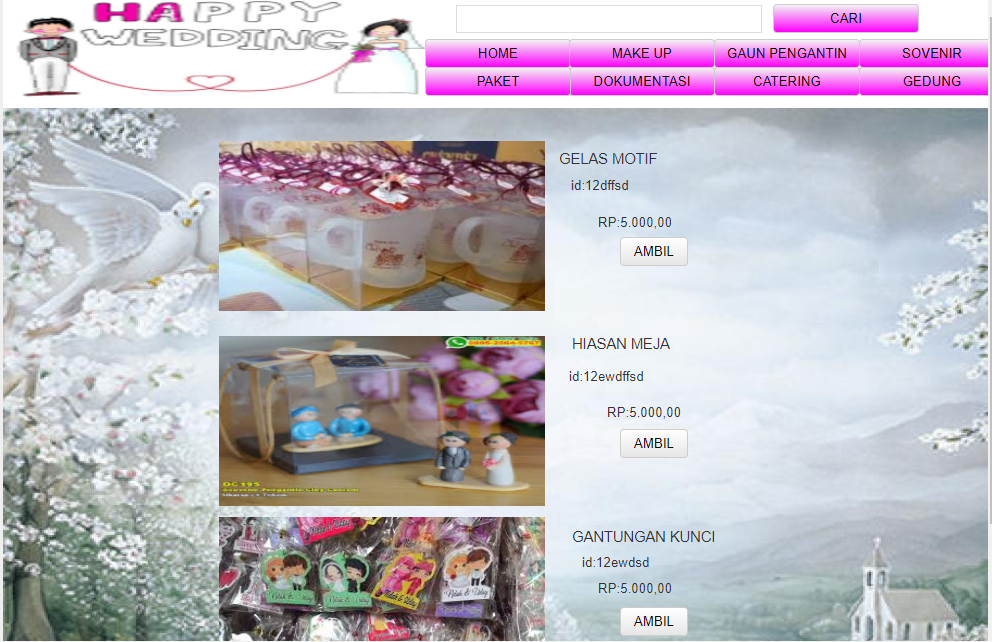 HAPPY
WEDDING
CARI
HOME
MAKE UP
GAUN PENGANTIN
SOVENIR
PAKET
DOKUMENTASI
CATERING
GEDUNG
GELAS MOTIF
id:12dffsd
RP:5.000,00
AMBIL
HIASAN MEJA
id:12ewdffsd
RP:5.000,00
AMBIL
DC 195
GANTUNGAN KUNCI
id:12ewdsd
RP:5.000,00
AMBIL